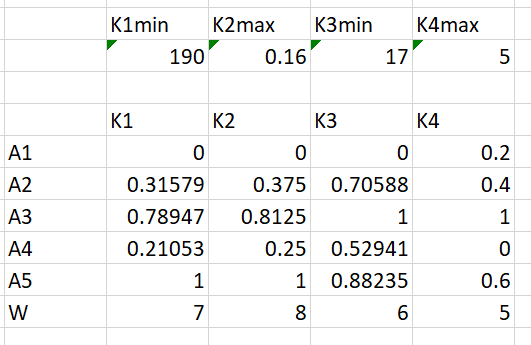 K1min K2max K3min K4max
190 0.16 17 5
K1 K2 K3 K4
A1 0 0 0 0.2
A2 0.31579 0.375 0.70588 0.4
A3 0.78947 0.8125 1 1
A4 0.21053 0.25 0.52941 0
A5 1 1 0.88235 0.6
W 7 8 6 5